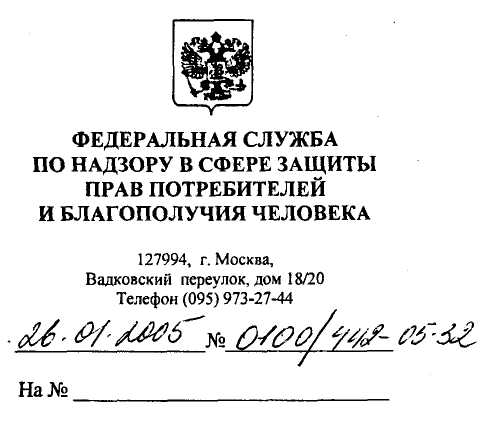 ФЕДЕРАЛЬНАЯ СЛУЖБА
ПО НАДЗОРУ В СФЕРЕ ЗАЩИТЫ
ПРАВ ПОТРЕБИТЕЛЕЙ
И БЛАГОПОЛУЧИЯ ЧЕЛОВЕКА
127994, г. Москва,
Вадковский переулок, дом 18/20
Телефон (095) 973-27-44
26.01.2005 № 0100/442-05-32
На №